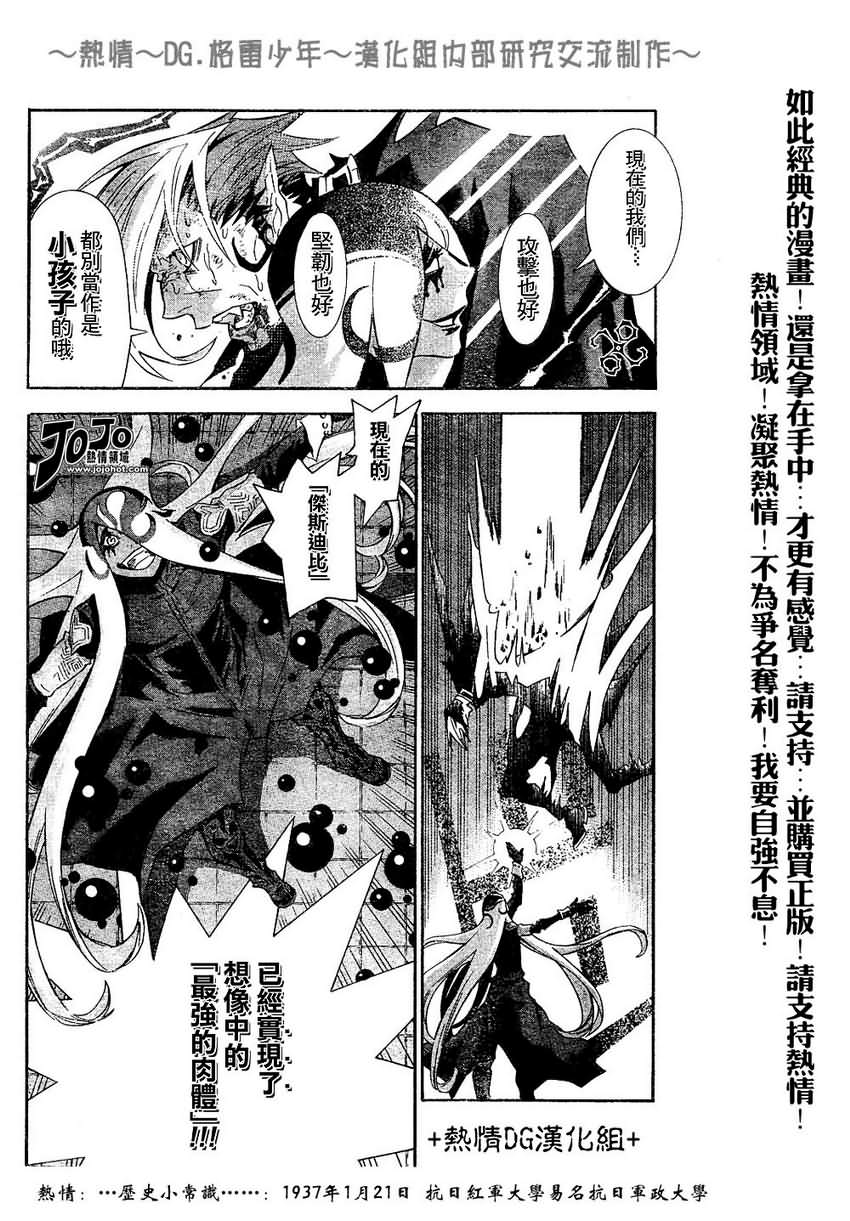 ～熱情～DG.格雷少年～漢化組内部研究交流制作～
如此經典的漫畫！還是拿在手中…才更有感覺…請支持…並購買正版！請支持熱情！
熱情領域！凝聚熱情！不為爭名奪利！我要自強不息！
現在的我們…
攻擊也好
堅韌也好
都別當作是
小孩子
的哦
現在的
「傑斯迪比」
JOJO
熱情領域
www.jojohot.com
已經實現了
想像中的
「最強的肉體」!!!
+熱情DG漢化組+
熱情：…歷史小常識……：1937年1月21日 抗日紅軍大學易名抗日軍政大學